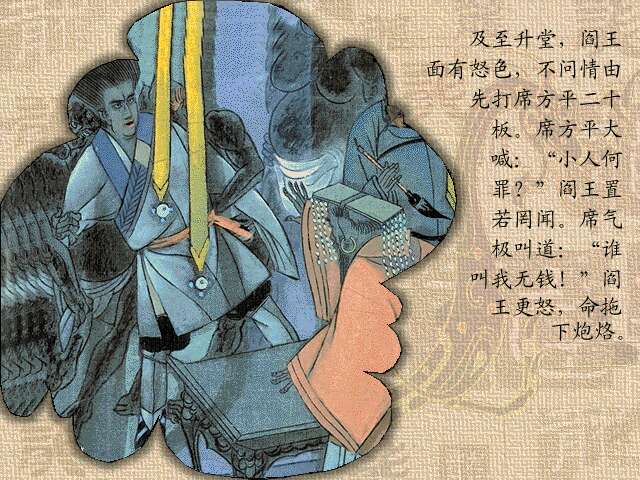 及至升堂，阎王
面有怒色，不问情由
先打席方平二十
板。席方平大
喊：“小人何
罪？”阎王置
若罔闻。席气
极叫道：“谁
叫我无钱！”阎
王更怒，命拖
下炮烙。